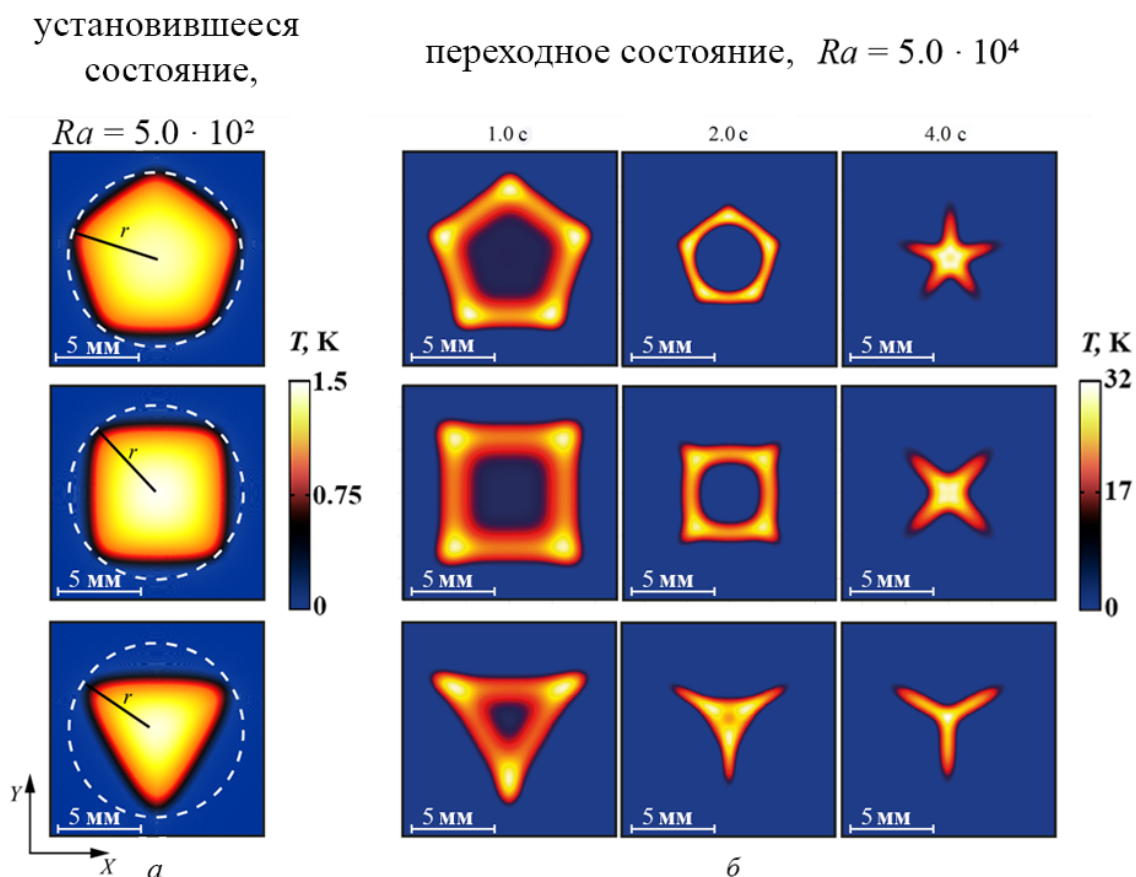 установившееся
состояние,
Ra = 5.0 · 10²
переходное состояние, Ra = 5.0 · 10⁴
1.0 с
2.0 с
4.0 с
r
5 мм
5 мм
5 мм
5 мм
T, K
1.5
0.75
0
T, K
32
17
0
r
5 мм
5 мм
5 мм
5 мм
r
5 мм
5 мм
5 мм
5 мм
Y
X
а
б